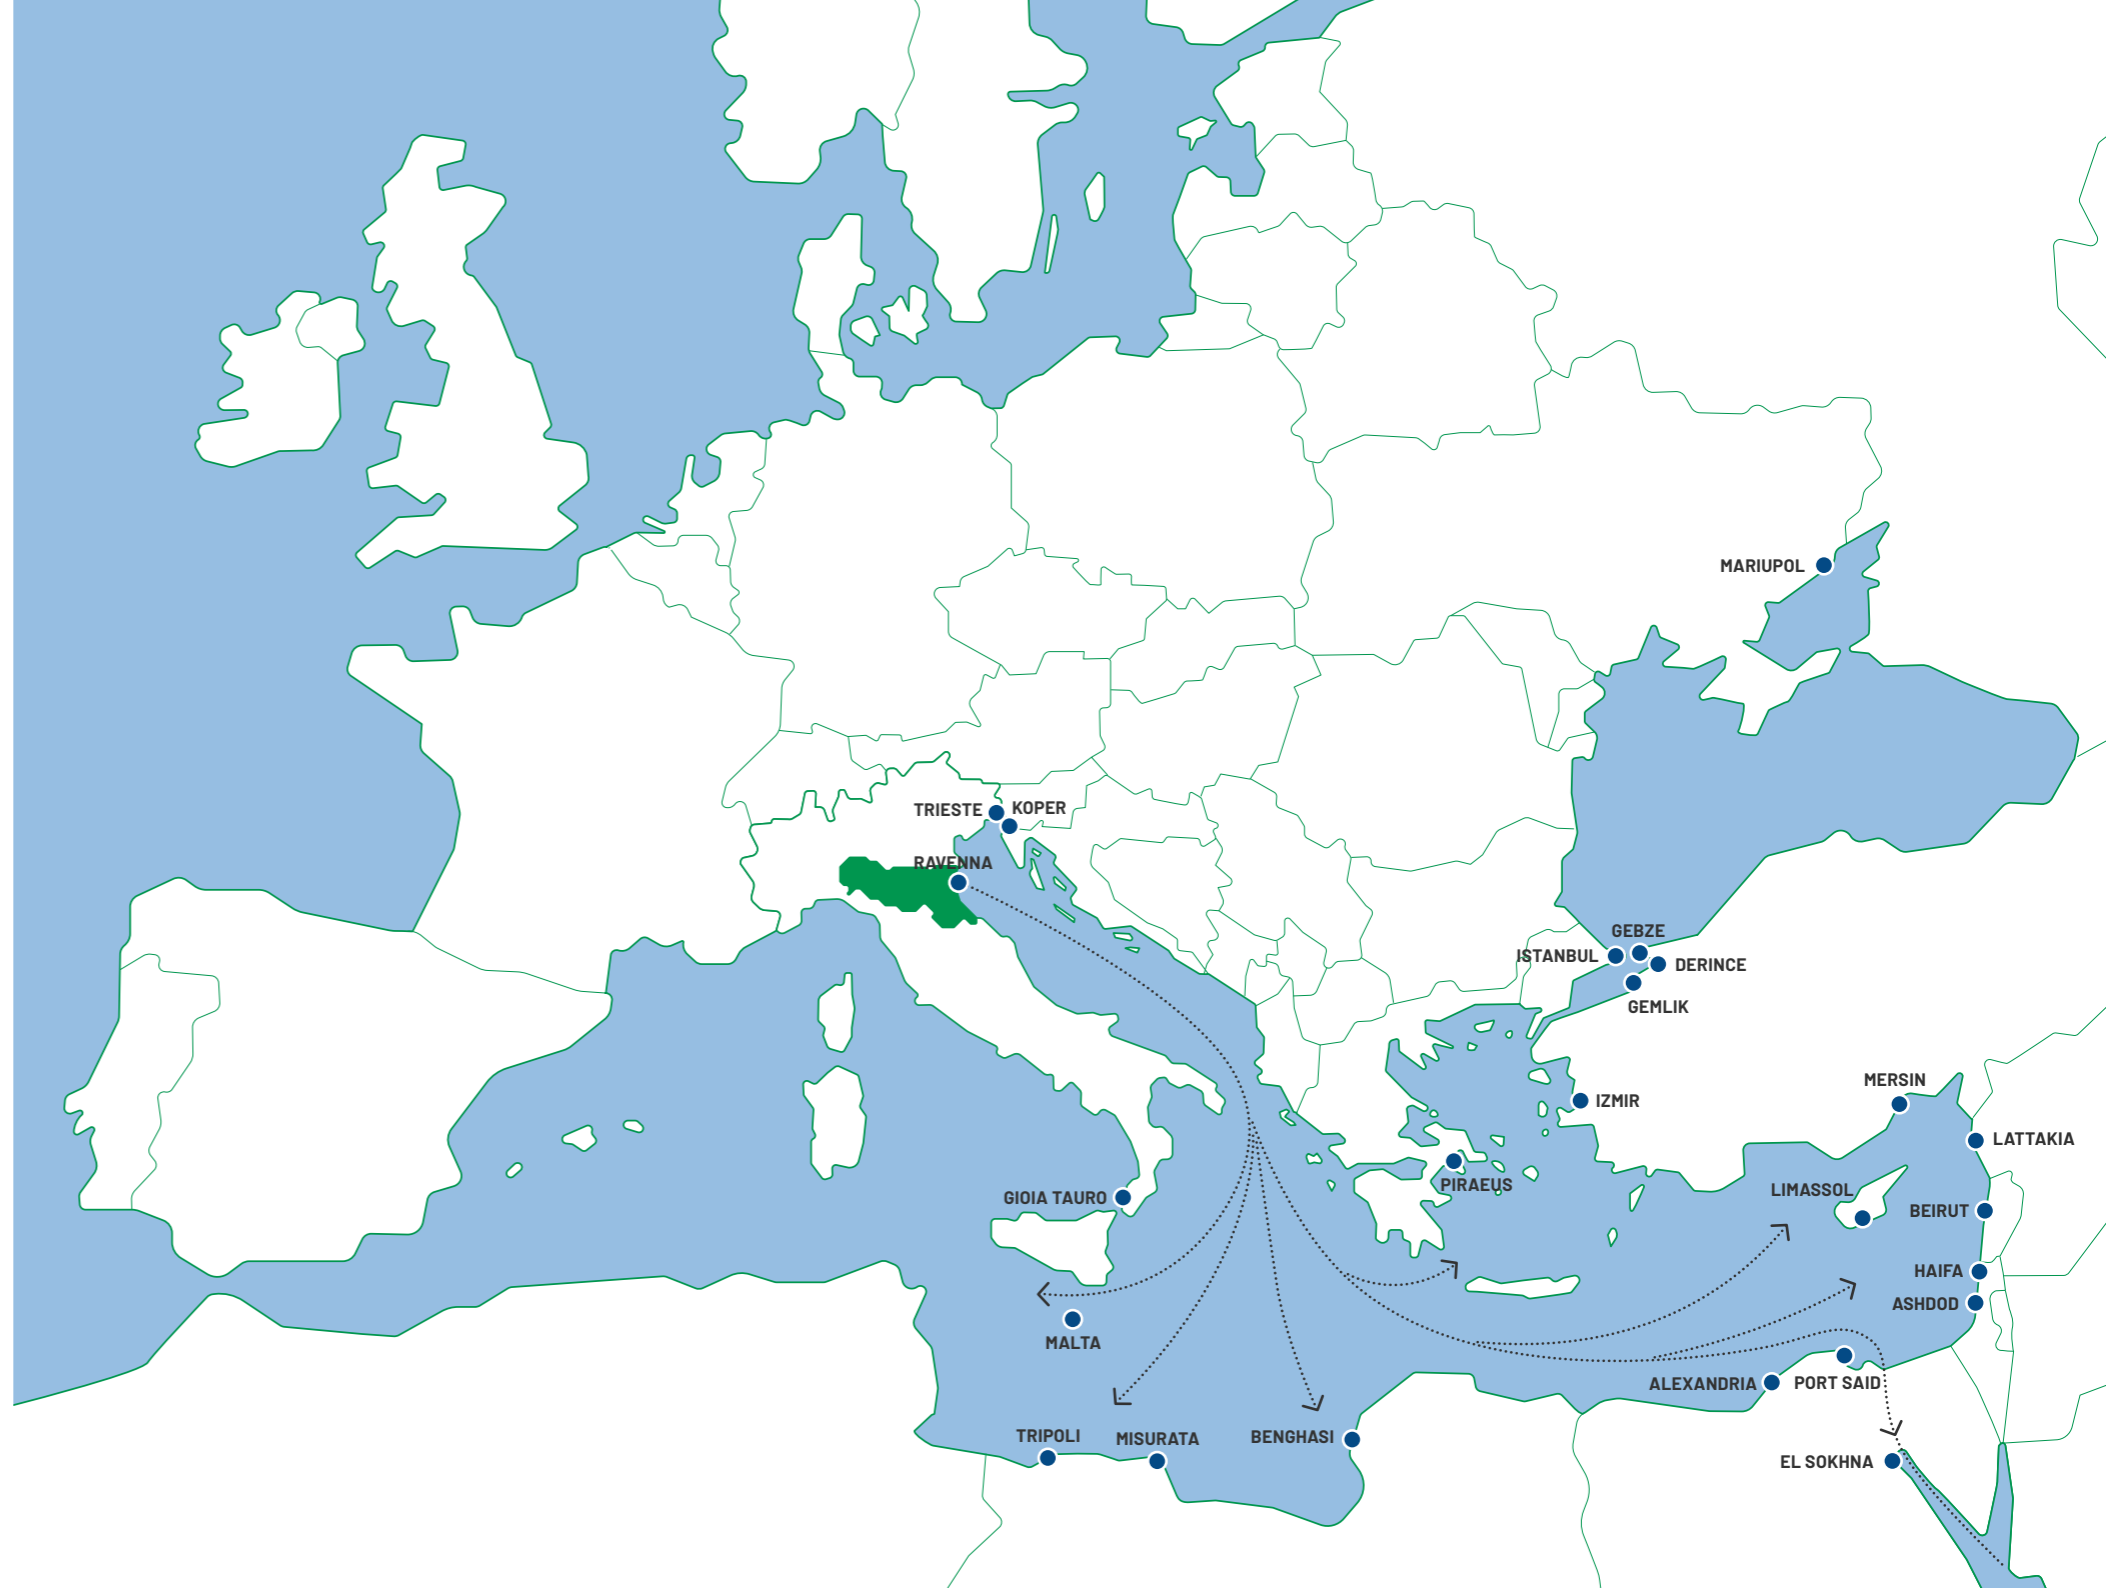 MARIUPOL
TRIESTE
KOPER
RAVENNA
GEBZE
ISTANBUL
DERINCE
GEMLIK
MERSIN
IZMIR
LATTAKIA
PIRAEUS
LIMASSOL
GIOIA TAURO
BEIRUT
HAIFA
ASHDOD
MALTA
ALEXANDRIA
PORT SAID
TRIPOLI
MISURATA
BENGHASI
EL SOKHNA